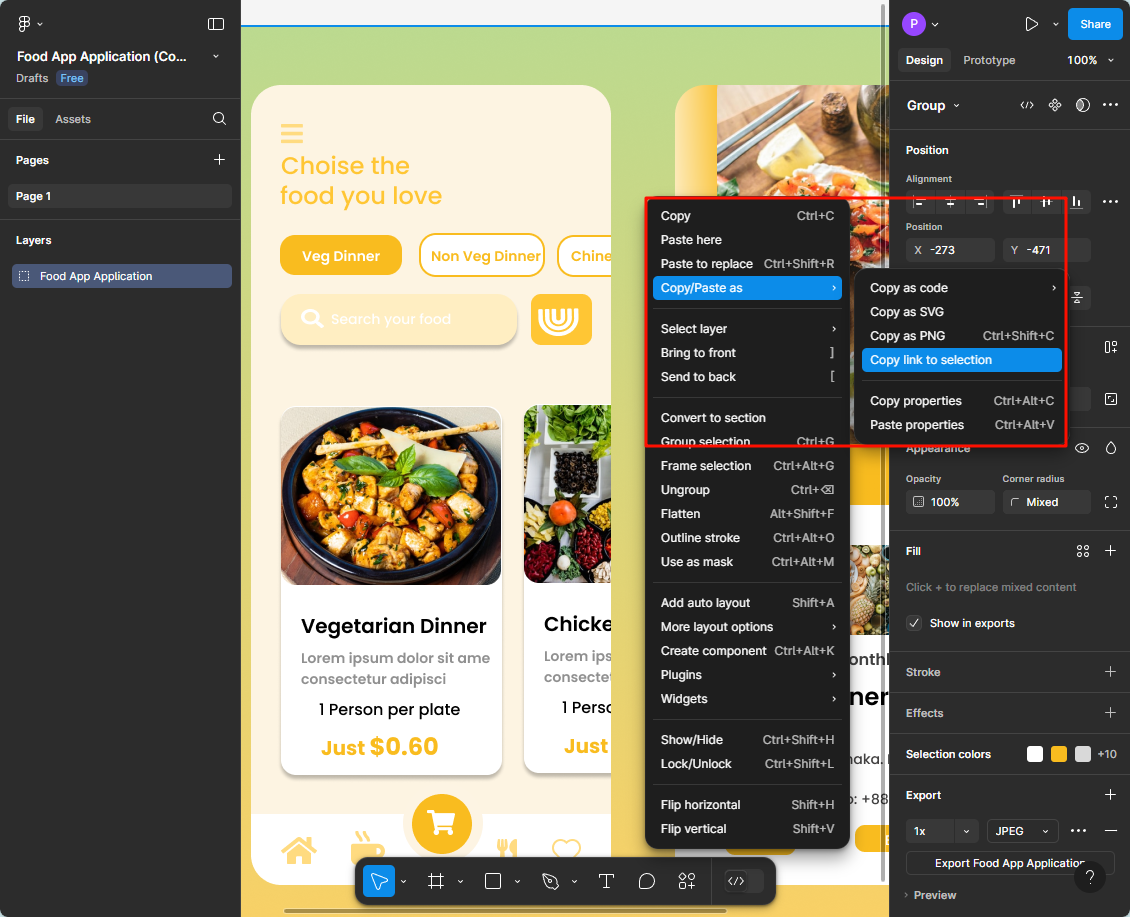 P
Share
Food App Application (Co...
Drafts Free
Design Prototype 100%
File Assets
Group
Pages
Page 1
Layers
Food App Application
Choise the
food you love
Veg Dinner
Non Veg Dinner
Chine
Search your food
Vegetarian Dinner
Lorem ipsum dolor sit ame
consectetur adipisci
1 Person per plate
Just $0.60
Chicke
Lorem ips
consectet
1 Perso
Just
Copy Ctrl+C
Paste here
Paste to replace Ctrl+Shift+R
Copy/Paste as
Select layer
Bring to front ]
Send to back [
Convert to section
Group selection Ctrl+G
Frame selection Ctrl+Alt+G
Ungroup Ctrl+⌫
Flatten Alt+Shift+F
Outline stroke Ctrl+Alt+O
Use as mask Ctrl+Alt+M
Add auto layout Shift+A
More layout options
Create component Ctrl+Alt+K
Plugins
Widgets
Show/Hide Ctrl+Shift+H
Lock/Unlock Ctrl+Shift+L
Flip horizontal Shift+H
Flip vertical Shift+V
Copy as code
Copy as SVG
Copy as PNG Ctrl+Shift+C
Copy link to selection
Copy properties Ctrl+Alt+C
Paste properties Ctrl+Alt+V
onthl
ner
naka.
o: +88
Position
Alignment
Position
X -273 Y -471
Appearance
Opacity Corner radius
100% Mixed
Fill
Click + to replace mixed content
Show in exports
Stroke
Effects
Selection colors +10
Export
1x JPEG
Export Food App Application
?
Preview